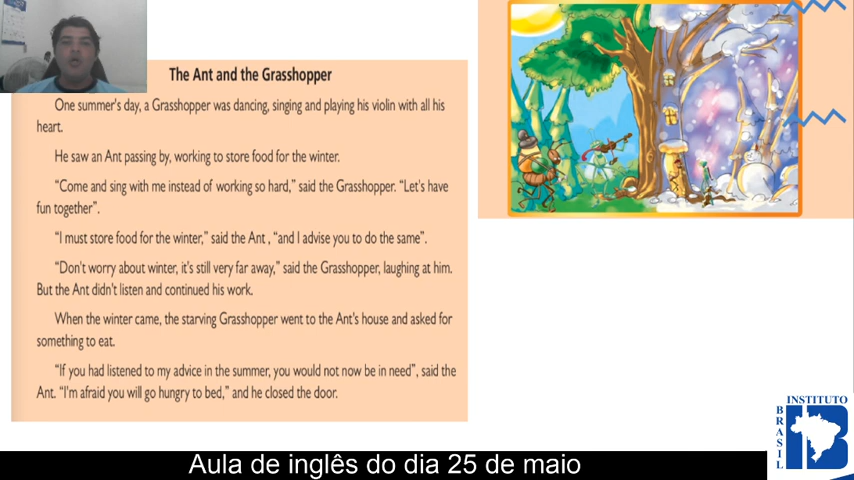 The Ant and the Grasshopper
One summer's day, a Grasshopper was dancing, singing and playing his violin with all his
heart.
He saw an Ant passing by, working to store food for the winter.
“Come and sing with me instead of working so hard,” said the Grasshopper. “Let's have
fun together”.
“I must store food for the winter,” said the Ant , “and I advise you to do the same”.
“Don't worry about winter, it's still very far away,” said the Grasshopper, laughing at him.
But the Ant didn't listen and continued his work.
When the winter came, the starving Grasshopper went to the Ant's house and asked for
something to eat.
“If you had listened to my advice in the summer, you would not now be in need”, said the
Ant. “I'm afraid you will go hungry to bed,” and he closed the door.
INSTITUTO
BRASIL
IB
Aula de inglês do dia 25 de maio